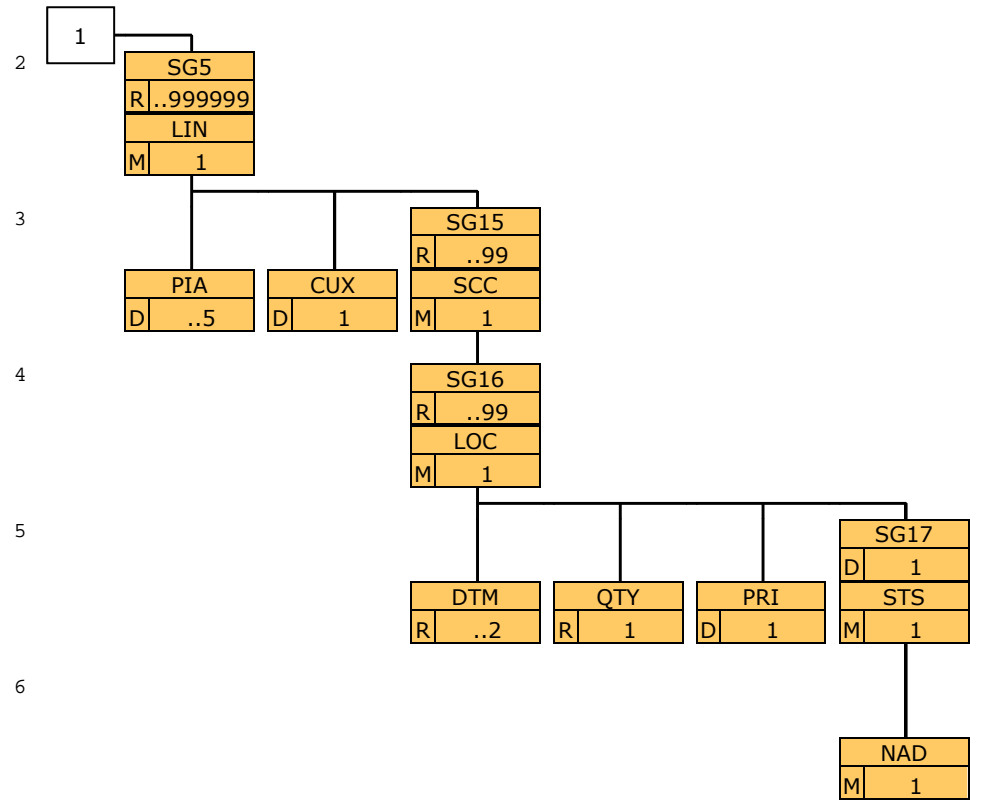 1
2
SG5
R ..999999
LIN
M 1
3
SG15
R ..99
PIA CUX SCC
D ..5 D 1 M 1
4
SG16
R ..99
LOC
M 1
5
SG17
D 1
DTM QTY PRI STS
R ..2 R 1 D 1 M 1
6
NAD
M 1